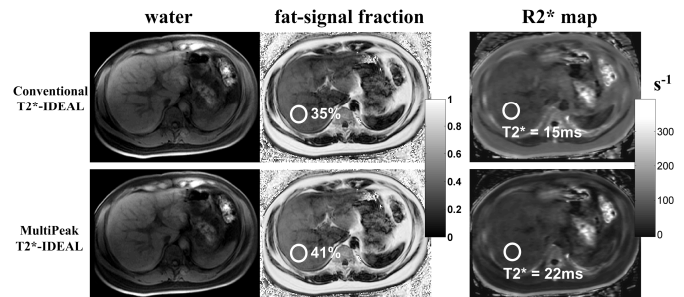 water
fat-signal fraction
R2* map
Conventional
T2*-IDEAL
35%
T2* = 15ms
s⁻¹
1
0.8
0.6
0.4
0.2
0
300
200
100
0
MultiPeak
T2*-IDEAL
41%
T2* = 22ms